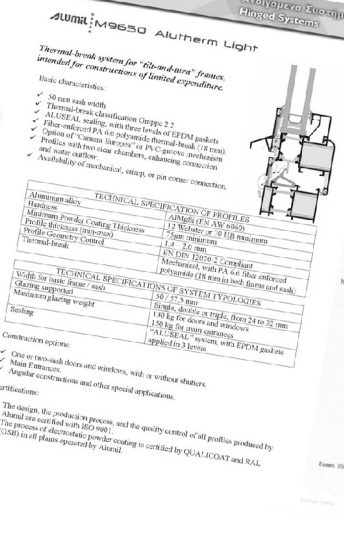 Ανοιγόμενα Συστήμ
Hinged Systems
ALUMIL M9650 Alutherm Light
Thermal-break system for "tilt-and-turn" frames,
intended for constructions of limited expenditure.
Basic characteristics:
✓ 50 mm sash width
✓ Thermal-break classification Gruppe 2.2
✓ ALUSEAL sealing, with three levels of EPDM gaskets
✓ Fiber-enforced PA 6.6 polyamide thermal-break (18 mm).
✓ Option of "Camera Europea" or PVC-groove mechanism
✓ Profiles with two clear chambers, enhancing connection
and water outflow.
✓ Availability of mechanical, crimp, or pin corner connection.
TECHNICAL SPECIFICATION OF PROFILES
Aluminum alloy AlMgSi (EN AW 6060)
Hardness 12 Webster or 70 HB minimum
Minimum Powder Coating Thickness 75μm minimum
Profile thickness (min-max) 1,4 – 2,0 mm
Profile Geometry Control EN DIN 12020-2 Compliant
Thermal-break Mechanical, with PA 6.6 fiber enforced
polyamide (18 mm in both frame and sash)
TECHNICAL SPECIFICATIONS OF SYSTEM TYPOLOGIES
Width for basic frame / sash 50 / 57,5 mm
Glazing supported Single, double or triple, from 24 to 32 mm
Maximum glazing weight 130 kg for doors and windows
150 kg for main entrances
Sealing "ALUSEAL" system, with EPDM gaskets
applied in 3 levels
Construction options:
✓ One or two-sash doors and windows, with or without shutters.
✓ Main Entrances.
✓ Angular constructions and other special applications.
ertifications:
The design, the production process, and the quality control of all profiles produced by
Alumil are certified with ISO 9001.
The process of electrostatic powder coating is certified by QUALICOAT and RAL
(GSB) in all plants operated by Alumil.